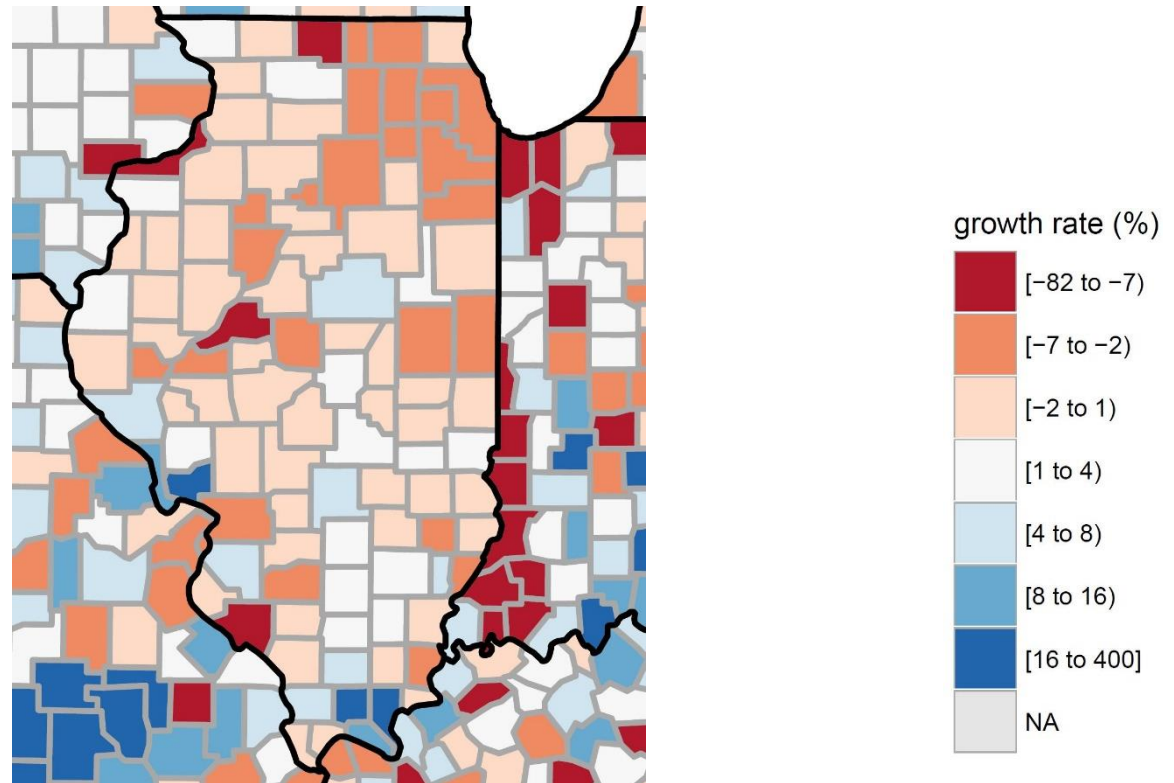 growth rate (%)
[−82 to −7)
[−7 to −2)
[−2 to 1)
[1 to 4)
[4 to 8)
[8 to 16)
[16 to 400]
NA